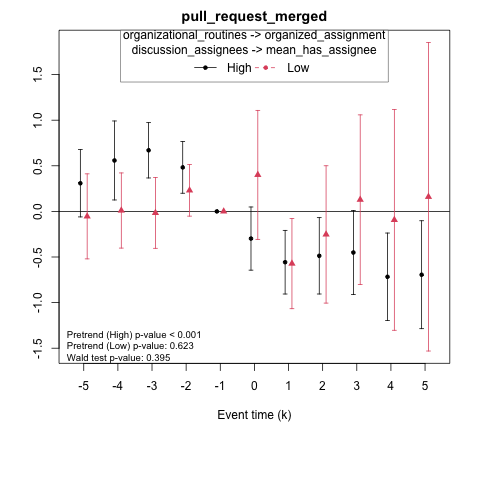 pull_request_merged
organizational_routines -> organized_assignment
discussion_assignees -> mean_has_assignee
High Low
1.5
1.0
0.5
0.0
-0.5
-1.0
-1.5
Pretrend (High) p-value < 0.001
Pretrend (Low) p-value: 0.623
Wald test p-value: 0.395
-5 -4 -3 -2 -1 0 1 2 3 4 5
Event time (k)